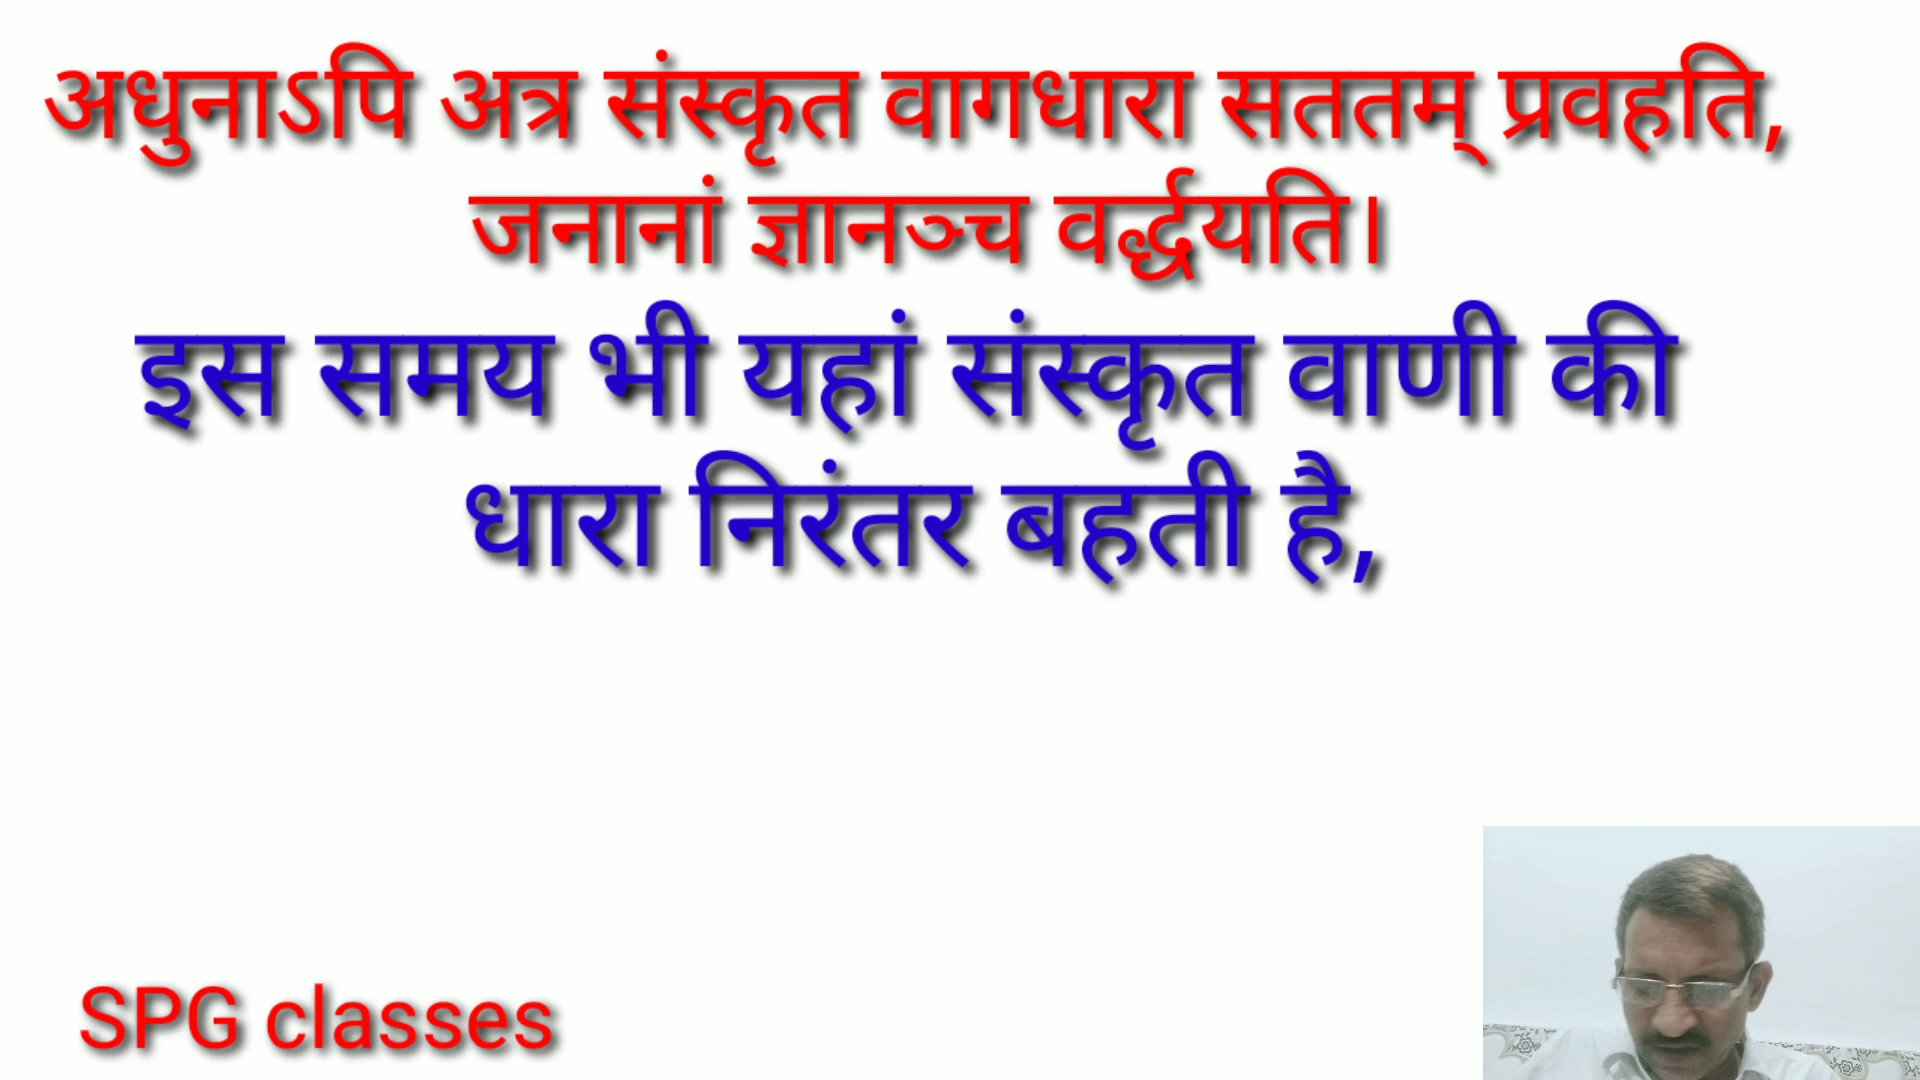 अधुनाऽपि अत्र संस्कृत वागधारा सततम् प्रवहति,
जनानां ज्ञानञ्च वर्द्धयति।
इस समय भी यहां संस्कृत वाणी की
धारा निरंतर बहती है,
SPG classes